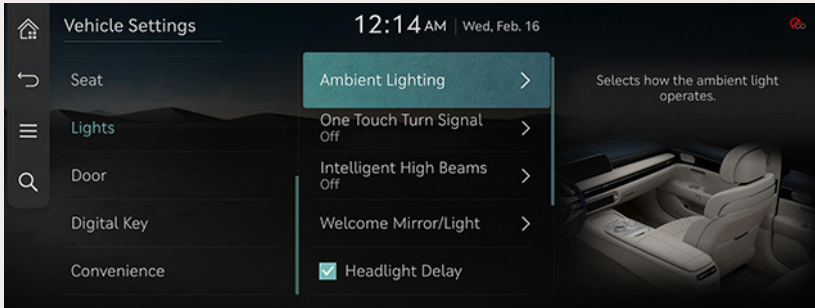 Vehicle Settings
12:14 AM | Wed, Feb. 16
Seat
Lights
Door
Digital Key
Convenience
Ambient Lighting
One Touch Turn Signal
Off
Intelligent High Beams
Off
Welcome Mirror/Light
Headlight Delay
Selects how the ambient light
operates.